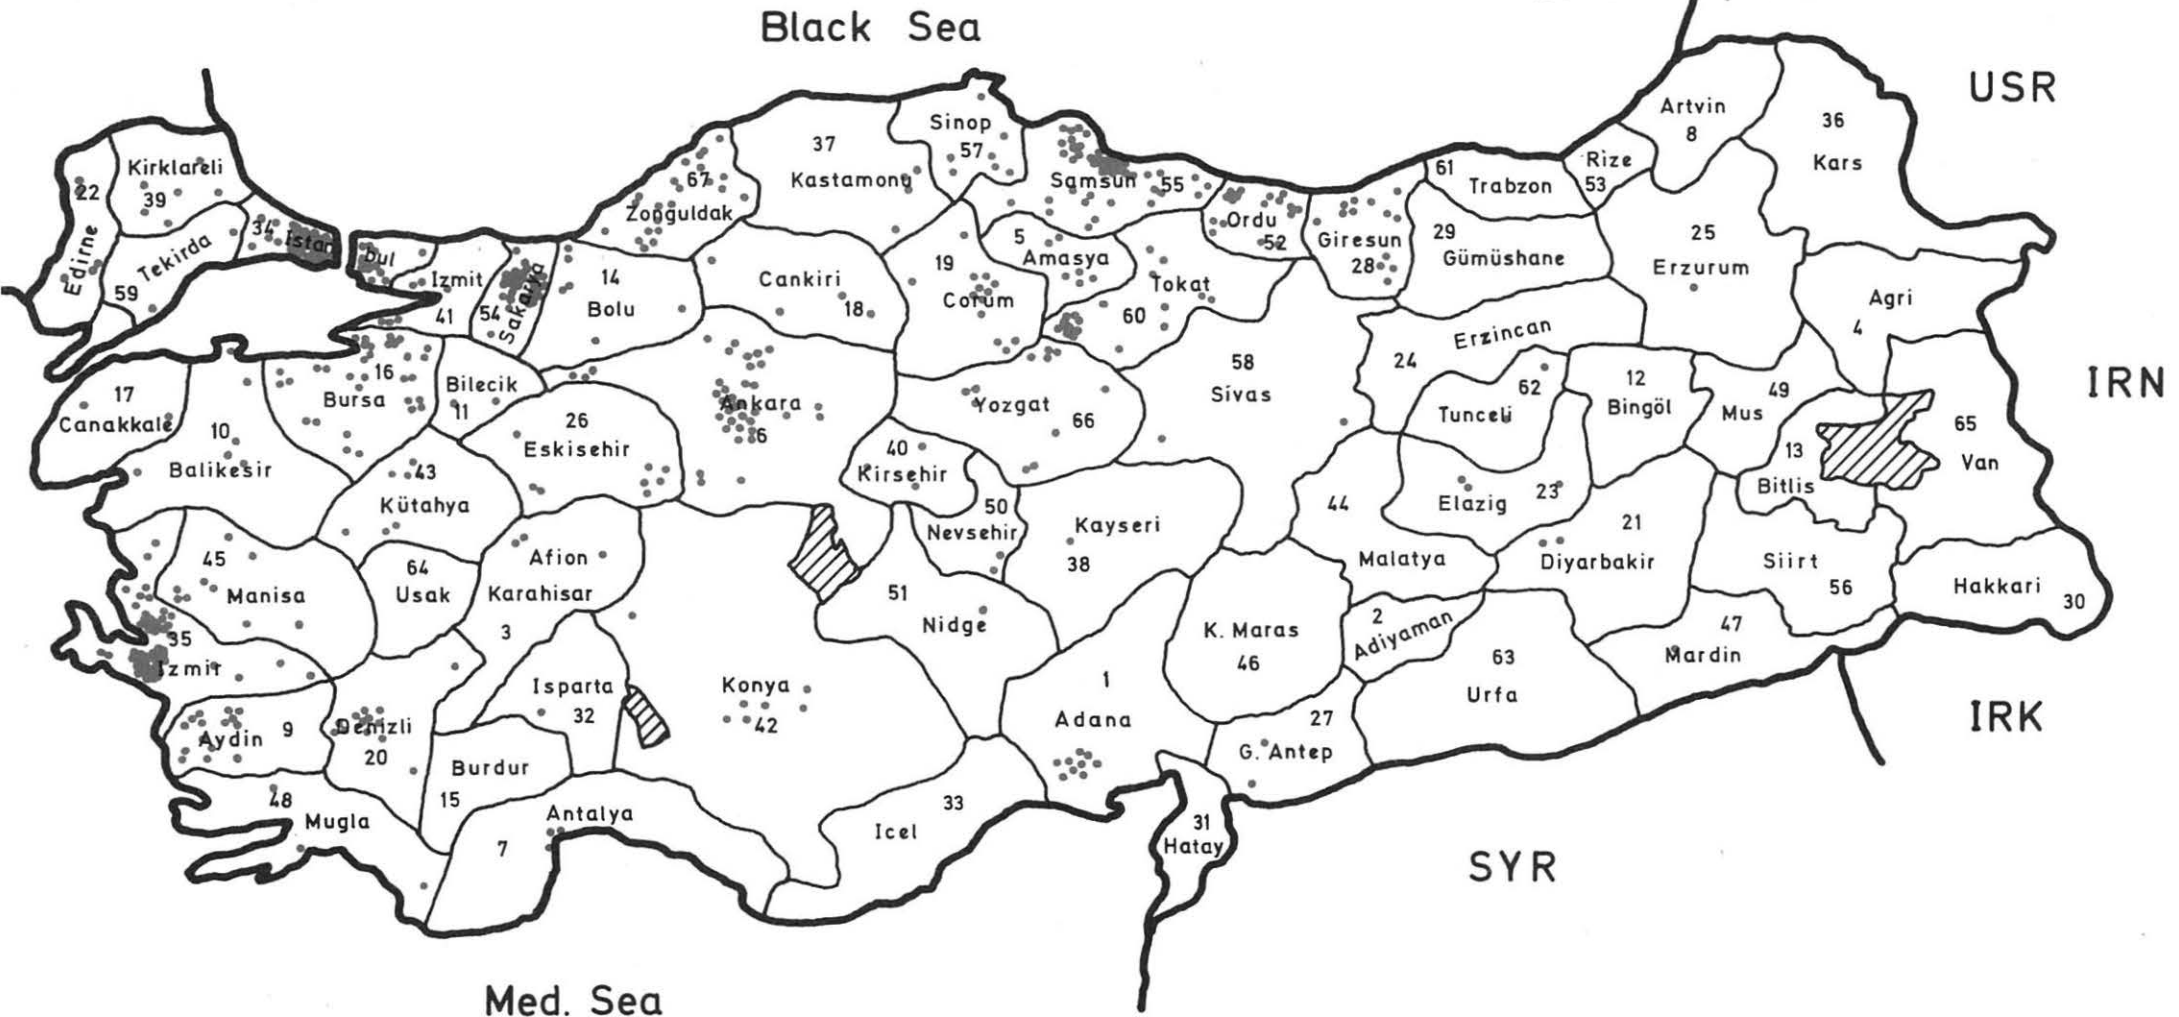 Black Sea
USR
IRN
IRK
SYR
Med. Sea
Kirklareli
39
22
Edirne
Tekirda
59
34
Istan
bul
Izmit
41
54
Sakarya
14
Bolu
67
Zonguldak
37
Kastamonu
Sinop
57
Samsun
55
Ordu
52
Giresun
28
61
Trabzon
Rize
53
Artvin
8
36
Kars
29
Gümüshane
25
Erzurum
Agri
4
Cankiri
18
19
Corum
5
Amasya
Tokat
60
58
Sivas
24
Erzincan
62
Tunceli
12
Bingöl
49
Mus
13
Bitlis
65
Van
17
Canakkale
10
Balikesir
16
Bursa
Bilecik
11
26
Eskisehir
Ankara
6
40
Kirsehir
Yozgat
66
43
Kütahya
50
Nevsehir
Kayseri
38
44
Malatya
Elazig
23
21
Diyarbakir
Siirt
56
Hakkari
30
45
Manisa
64
Usak
Afion
Karahisar
3
51
Nidge
35
Izmir
Isparta
32
Konya
42
1
Adana
K. Maras
46
2
Adiyaman
63
Urfa
47
Mardin
27
G. Antep
Aydin
9
Denizli
20
Burdur
15
48
Mugla
Antalya
7
33
Icel
31
Hatay